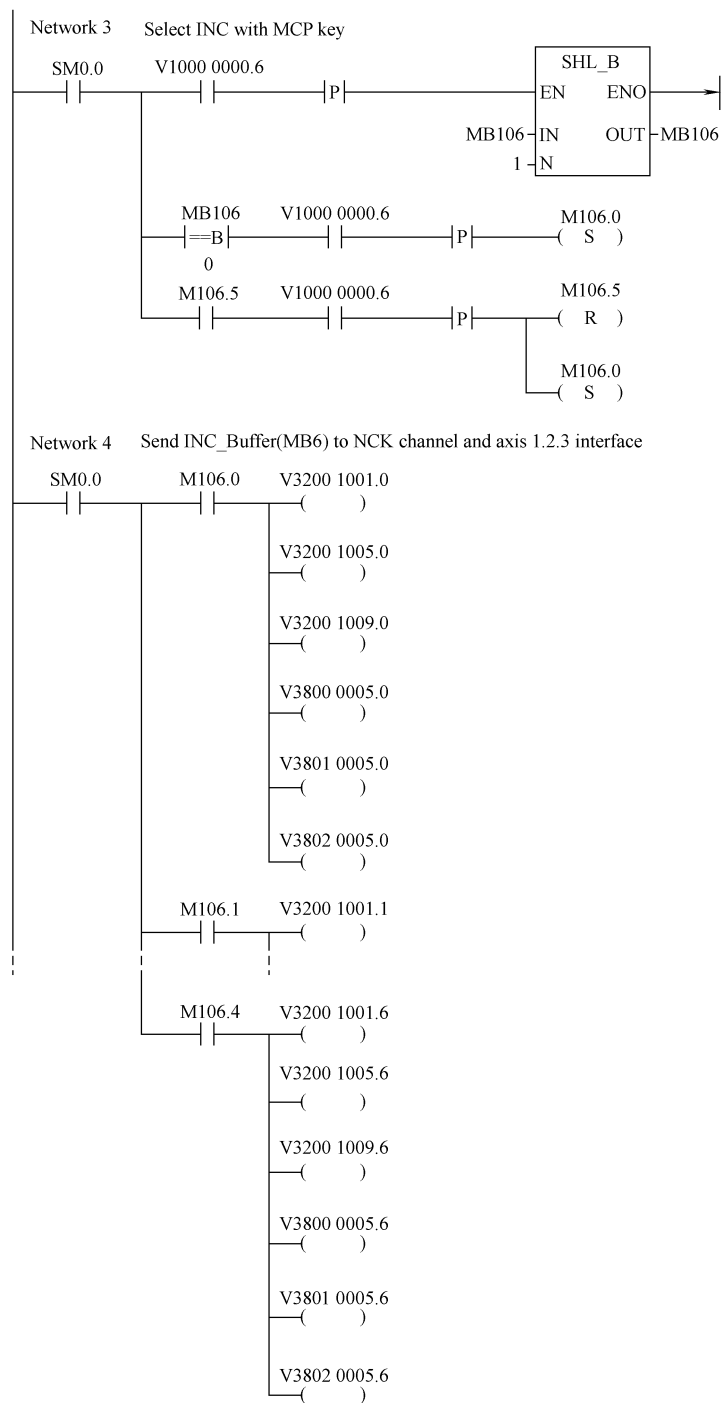 Network 3 Select INC with MCP key
SM0.0 V1000 0000.6 P SHL_B
EN ENO
MB106 IN OUT MB106
1 N
MB106 V1000 0000.6 M106.0
==B P ( S )
0
M106.5 V1000 0000.6 M106.5
P ( R )
M106.0
( S )
Network 4 Send INC_Buffer(MB6) to NCK channel and axis 1.2.3 interface
SM0.0 M106.0 V3200 1001.0
( )
V3200 1005.0
( )
V3200 1009.0
( )
V3800 0005.0
( )
V3801 0005.0
( )
V3802 0005.0
( )
M106.1 V3200 1001.1
( )
M106.4 V3200 1001.6
( )
V3200 1005.6
( )
V3200 1009.6
( )
V3800 0005.6
( )
V3801 0005.6
( )
V3802 0005.6
( )